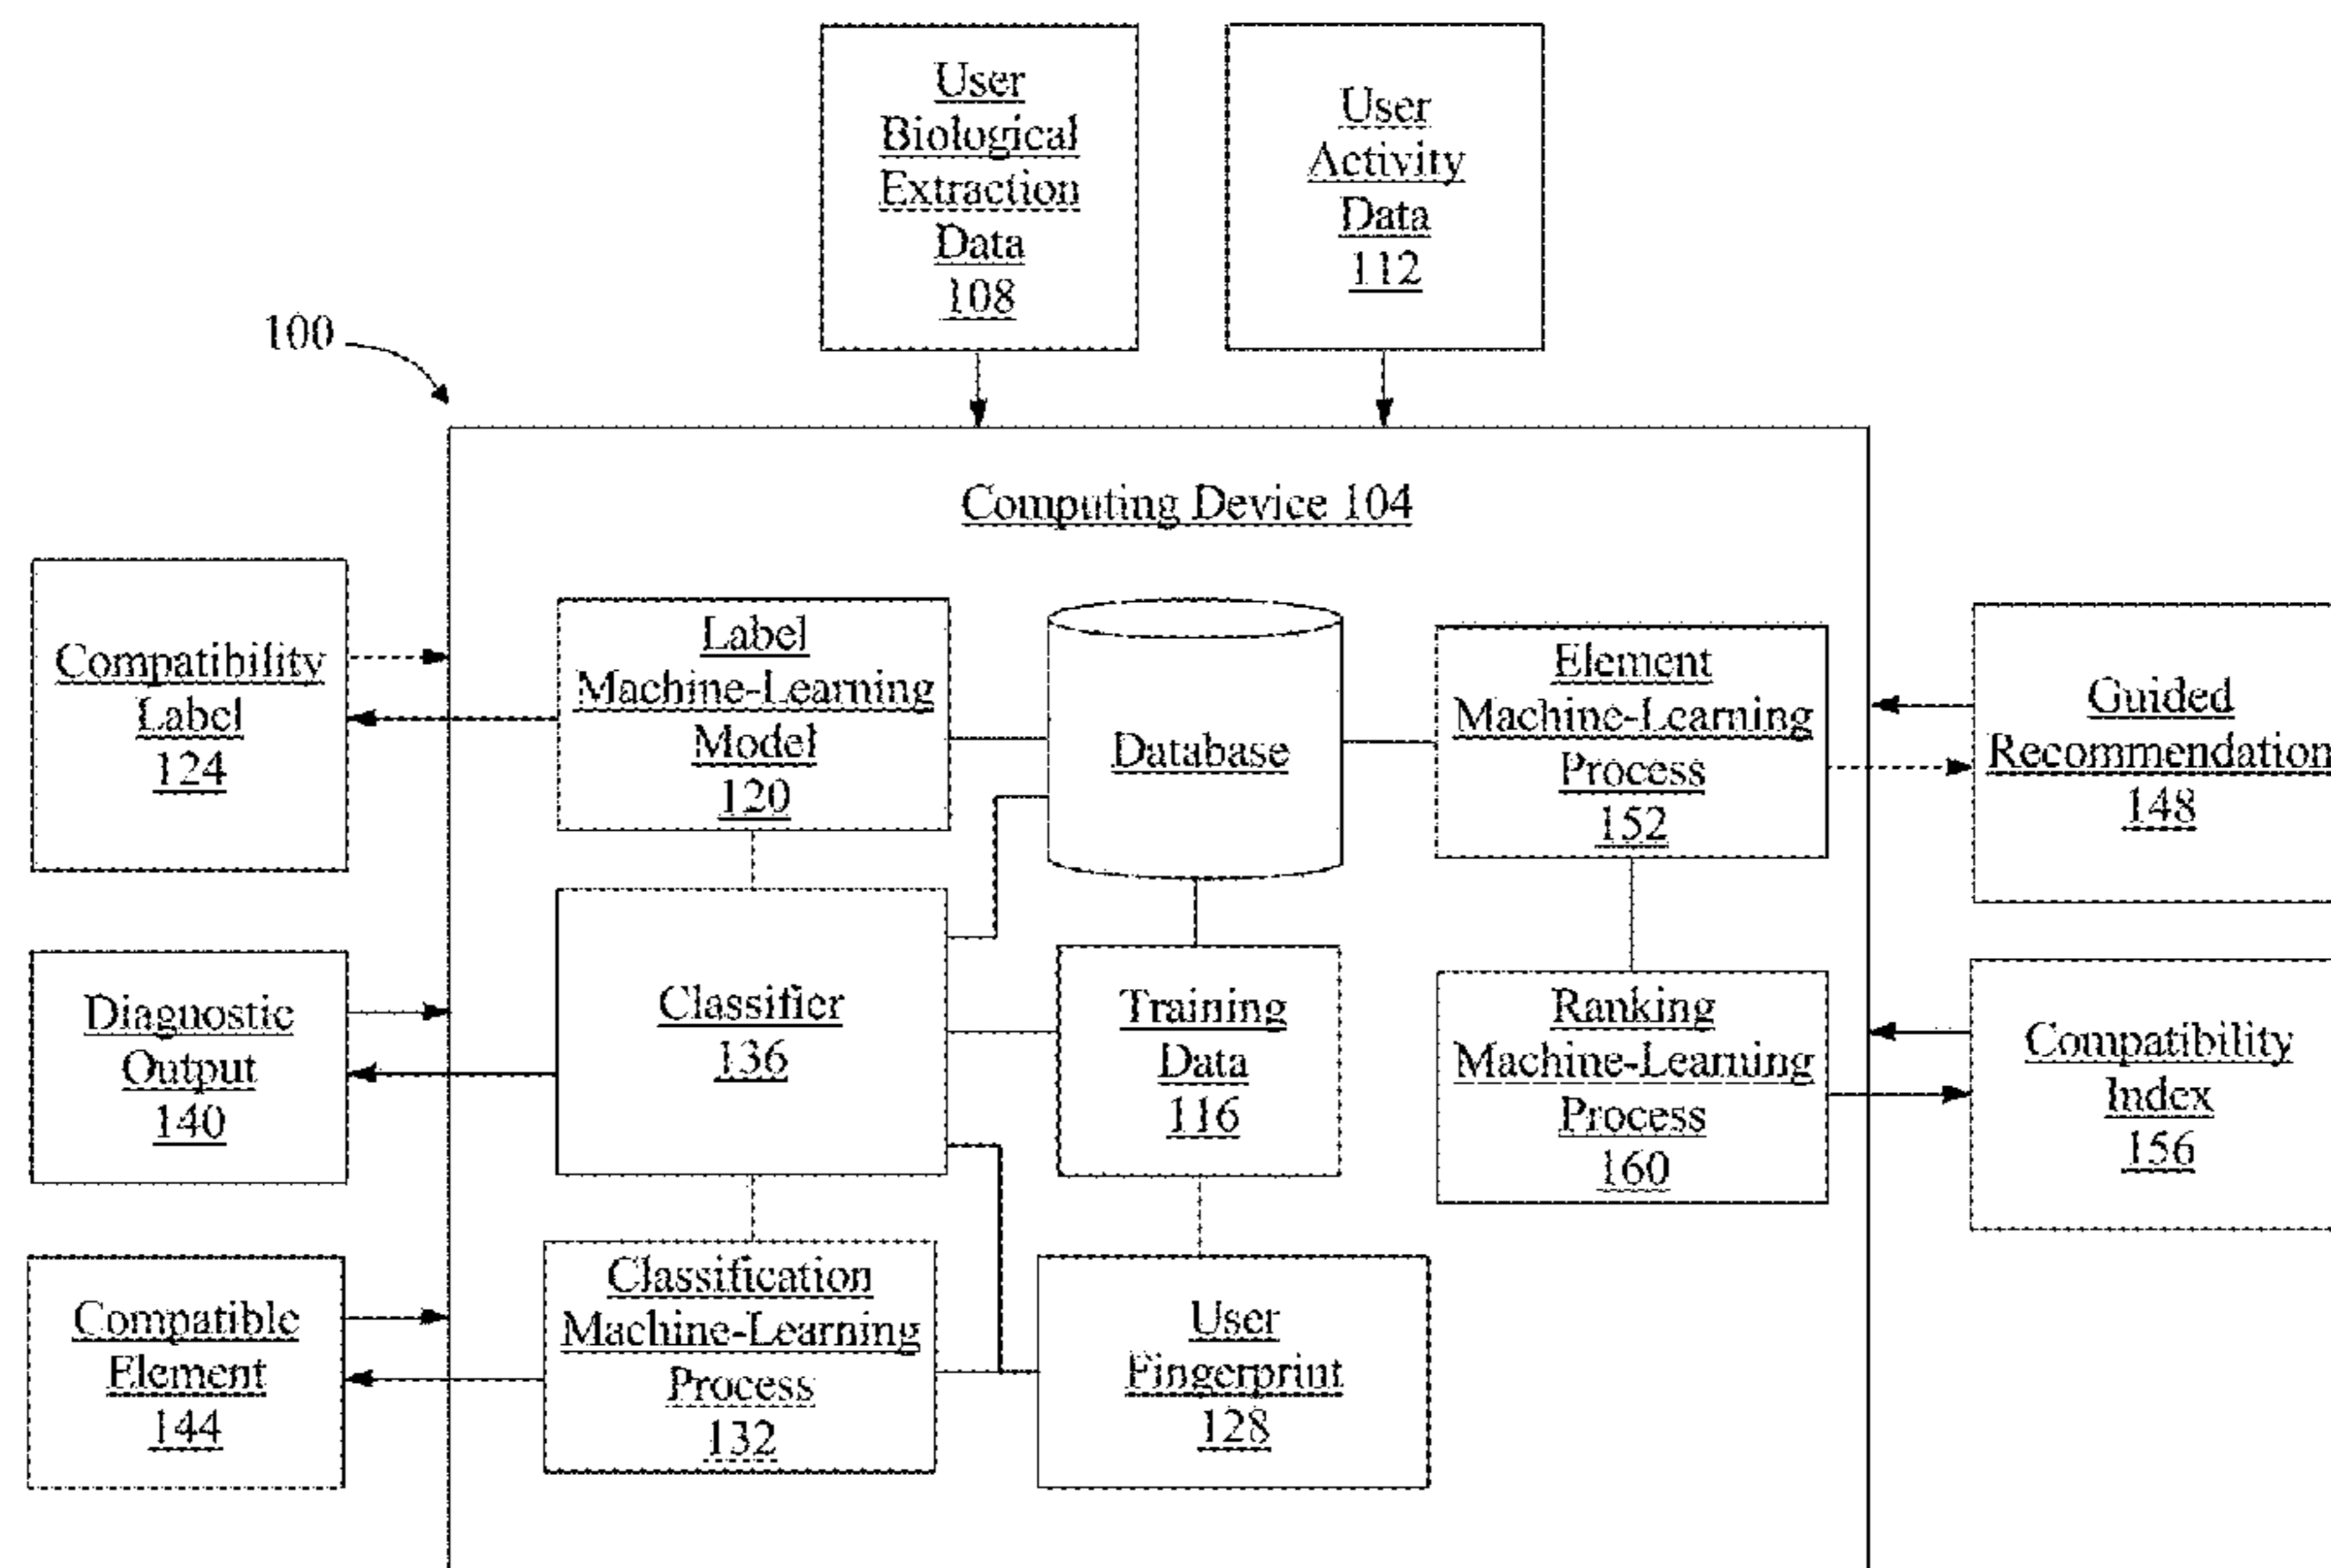 User
Biological
Extraction
Data
108
User
Activity
Data
112
100
Computing Device 104
Compatibility
Label
124
Label
Machine-Learning
Model
120
Database
Element
Machine-Learning
Process
152
Guided
Recommendation
148
Diagnostic
Output
140
Classifier
136
Training
Data
116
Ranking
Machine-Learning
Process
160
Compatibility
Index
156
Compatible
Element
144
Classification
Machine-Learning
Process
132
User
Fingerprint
128